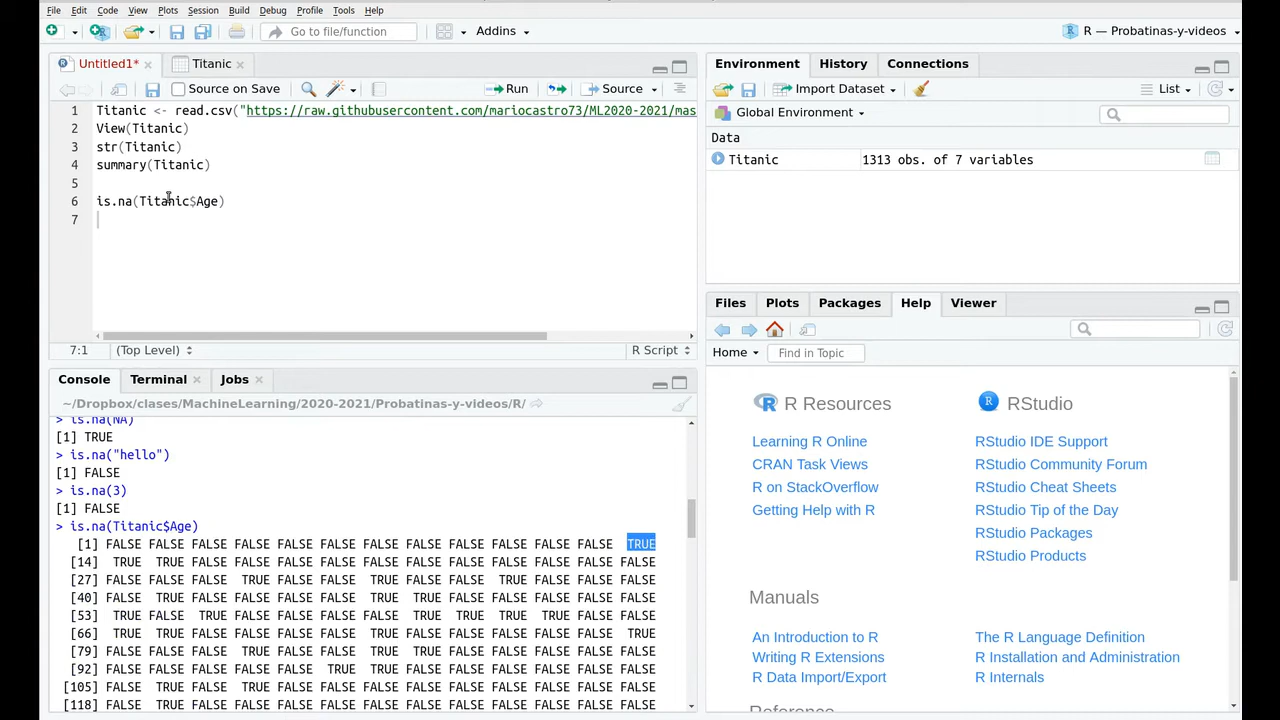 File Edit Code View Plots Session Build Debug Profile Tools Help
Go to file/function Addins R — Probatinas-y-videos
Untitled1* Titanic
Source on Save Run Source
1 Titanic <- read.csv("https://raw.githubusercontent.com/mariocastro73/ML2020-2021/mas
2 View(Titanic)
3 str(Titanic)
4 summary(Titanic)
5
6 is.na(Titanic$Age)
7
7:1 (Top Level) R Script
Console Terminal Jobs
~/Dropbox/clases/MachineLearning/2020-2021/Probatinas-y-videos/R/
> is.na(NA)
[1] TRUE
> is.na("hello")
[1] FALSE
> is.na(3)
[1] FALSE
> is.na(Titanic$Age)
[1] FALSE FALSE FALSE FALSE FALSE FALSE FALSE FALSE FALSE FALSE FALSE FALSE TRUE
[14] TRUE TRUE FALSE FALSE FALSE FALSE FALSE FALSE FALSE FALSE FALSE FALSE FALSE
[27] FALSE FALSE FALSE TRUE FALSE FALSE TRUE FALSE FALSE TRUE FALSE FALSE FALSE
[40] FALSE TRUE FALSE FALSE FALSE FALSE TRUE TRUE FALSE FALSE FALSE FALSE FALSE
[53] TRUE FALSE TRUE FALSE FALSE FALSE FALSE TRUE TRUE TRUE TRUE FALSE FALSE
[66] TRUE TRUE FALSE FALSE FALSE FALSE TRUE FALSE FALSE FALSE FALSE FALSE TRUE
[79] FALSE FALSE FALSE TRUE FALSE FALSE TRUE TRUE FALSE FALSE FALSE FALSE FALSE
[92] FALSE FALSE FALSE FALSE FALSE TRUE TRUE FALSE FALSE FALSE FALSE FALSE FALSE
[105] FALSE TRUE FALSE TRUE FALSE FALSE FALSE FALSE FALSE FALSE FALSE FALSE FALSE
[118] FALSE TRUE FALSE FALSE FALSE FALSE TRUE FALSE FALSE FALSE FALSE FALSE FALSE
Environment History Connections
Import Dataset List
Global Environment
Data
Titanic 1313 obs. of 7 variables
Files Plots Packages Help Viewer
Home Find in Topic
R Resources
Learning R Online
CRAN Task Views
R on StackOverflow
Getting Help with R
RStudio
RStudio IDE Support
RStudio Community Forum
RStudio Cheat Sheets
RStudio Tip of the Day
RStudio Packages
RStudio Products
Manuals
An Introduction to R
Writing R Extensions
R Data Import/Export
The R Language Definition
R Installation and Administration
R Internals
Reference